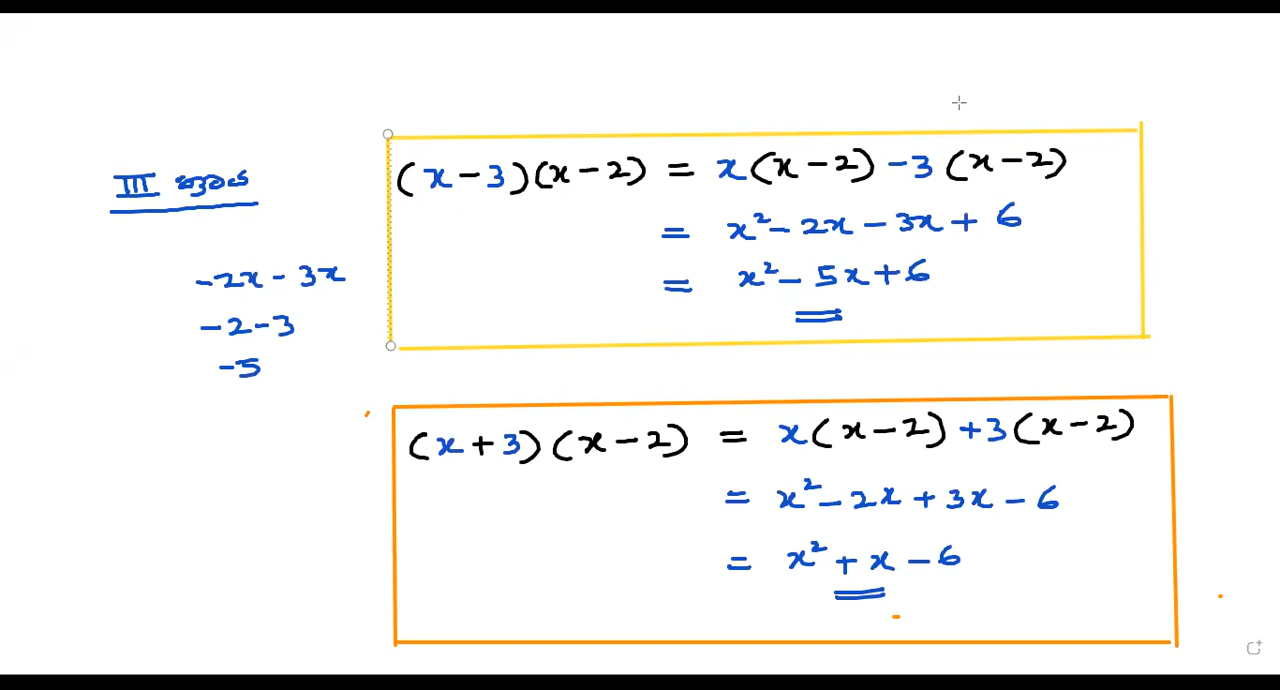 III
(x-3)(x-2) = x(x-2) -3(x-2)
= x² - 2x - 3x + 6
= x² - 5x + 6
-2x - 3x
-2-3
-5
(x+3)(x-2) = x(x-2) +3(x-2)
= x² - 2x + 3x - 6
= x² + x - 6